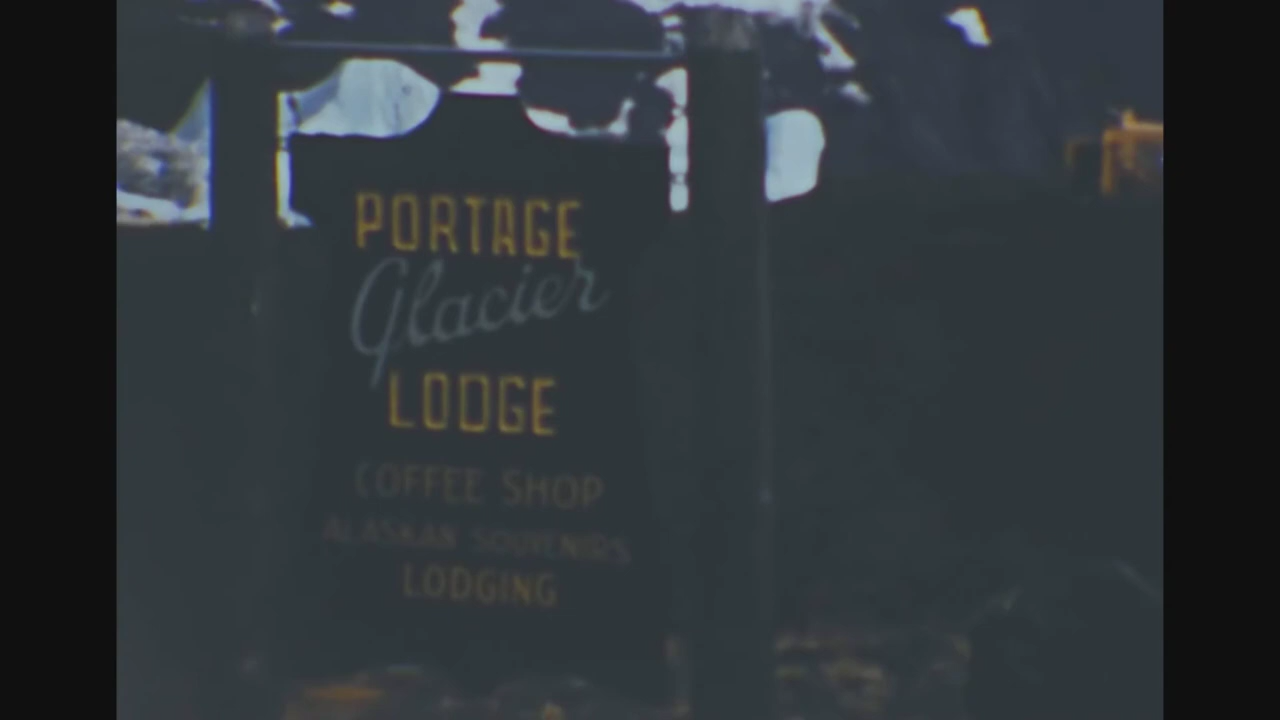 PORTAGE
Glacier
LODGE
COFFEE SHOP
ALASKAN SOUVENIRS
LODGING